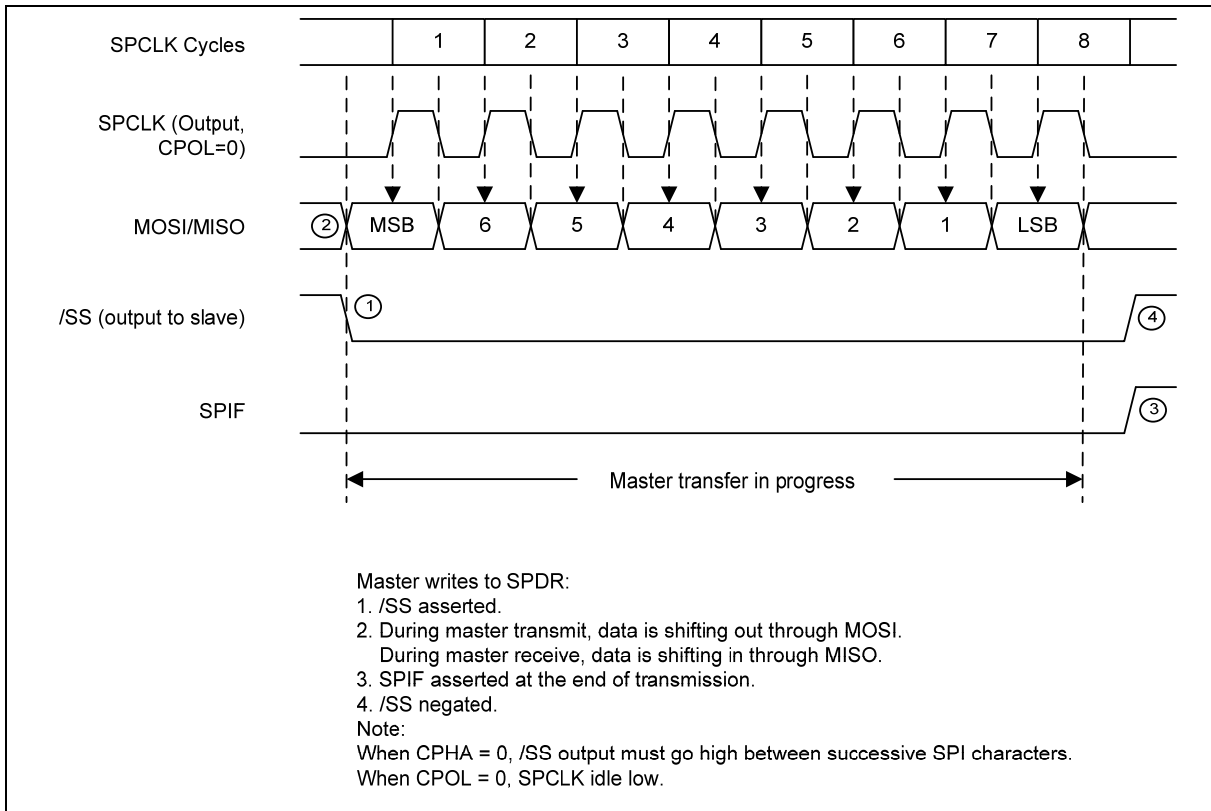 SPCLK Cycles
1 2 3 4 5 6 7 8
SPCLK (Output,
CPOL=0)
MOSI/MISO
2 MSB 6 5 4 3 2 1 LSB
/SS (output to slave)
1
4
SPIF
3
Master transfer in progress
Master writes to SPDR:
1. /SS asserted.
2. During master transmit, data is shifting out through MOSI.
During master receive, data is shifting in through MISO.
3. SPIF asserted at the end of transmission.
4. /SS negated.
Note:
When CPHA = 0, /SS output must go high between successive SPI characters.
When CPOL = 0, SPCLK idle low.